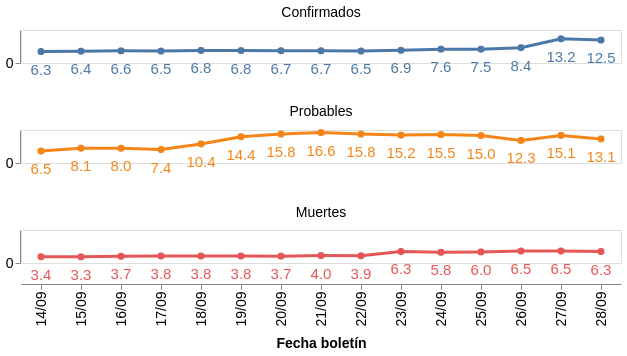 Confirmados
0
6.3 6.4 6.6 6.5 6.8 6.8 6.7 6.7 6.5 6.9 7.6 7.5 8.4 13.2 12.5
Probables
0
6.5 8.1 8.0 7.4 10.4 14.4 15.8 16.6 15.8 15.2 15.5 15.0 12.3 15.1 13.1
Muertes
0
3.4 3.3 3.7 3.8 3.8 3.8 3.7 4.0 3.9 6.3 5.8 6.0 6.5 6.5 6.3
14/09 15/09 16/09 17/09 18/09 19/09 20/09 21/09 22/09 23/09 24/09 25/09 26/09 27/09 28/09
Fecha boletín